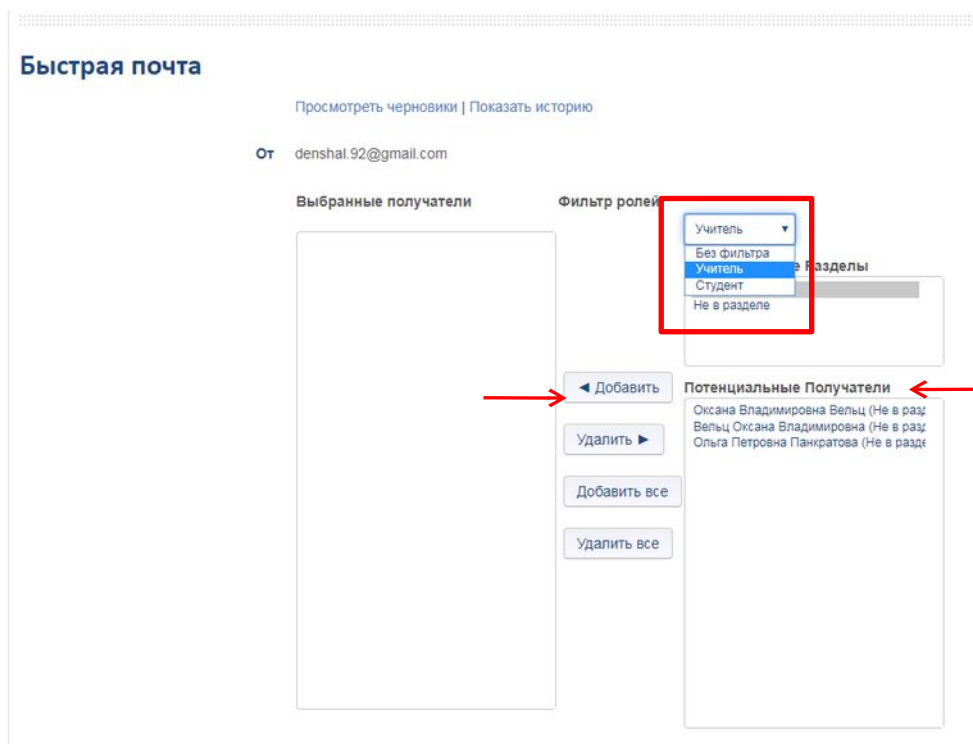 Быстрая почта
Просмотреть черновики | Показать историю
От denshal.92@gmail.com
Выбранные получатели
Фильтр ролей
Учитель
Без фильтра
Учитель
Студент
Разделы
Не в разделе
◄ Добавить
Удалить ►
Добавить все
Удалить все
Потенциальные Получатели
Оксана Владимировна Вельц (Не в разд
Вельц Оксана Владимировна (Не в разд
Ольга Петровна Панкратова (Не в разде